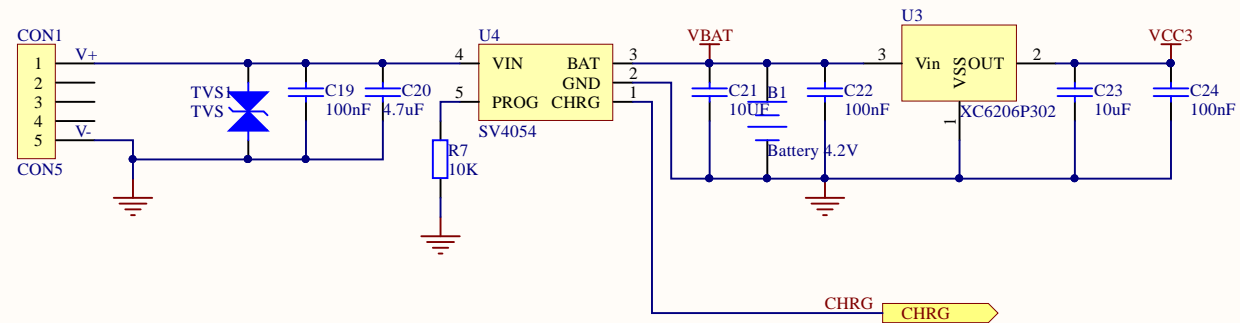 CON1
V+
1
2
3
4
V-
5
CON5
TVS1
TVS
C19
100nF
C20
4.7uF
U4
4
VIN
5
PROG
BAT
3
GND
2
CHRG
1
SV4054
R7
10K
VBAT
C21
10UF
B1
Battery 4.2V
C22
100nF
U3
3
Vin
VSS
OUT
2
1
XC6206P302
VCC3
C23
10uF
C24
100nF
CHRG
CHRG